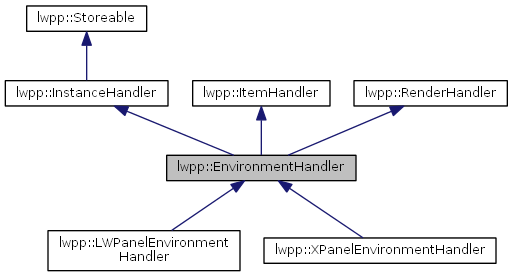 lwpp::Storeable
lwpp::InstanceHandler
lwpp::ItemHandler
lwpp::RenderHandler
lwpp::EnvironmentHandler
lwpp::LWPanelEnvironment
Handler
lwpp::XPanelEnvironmentHandler